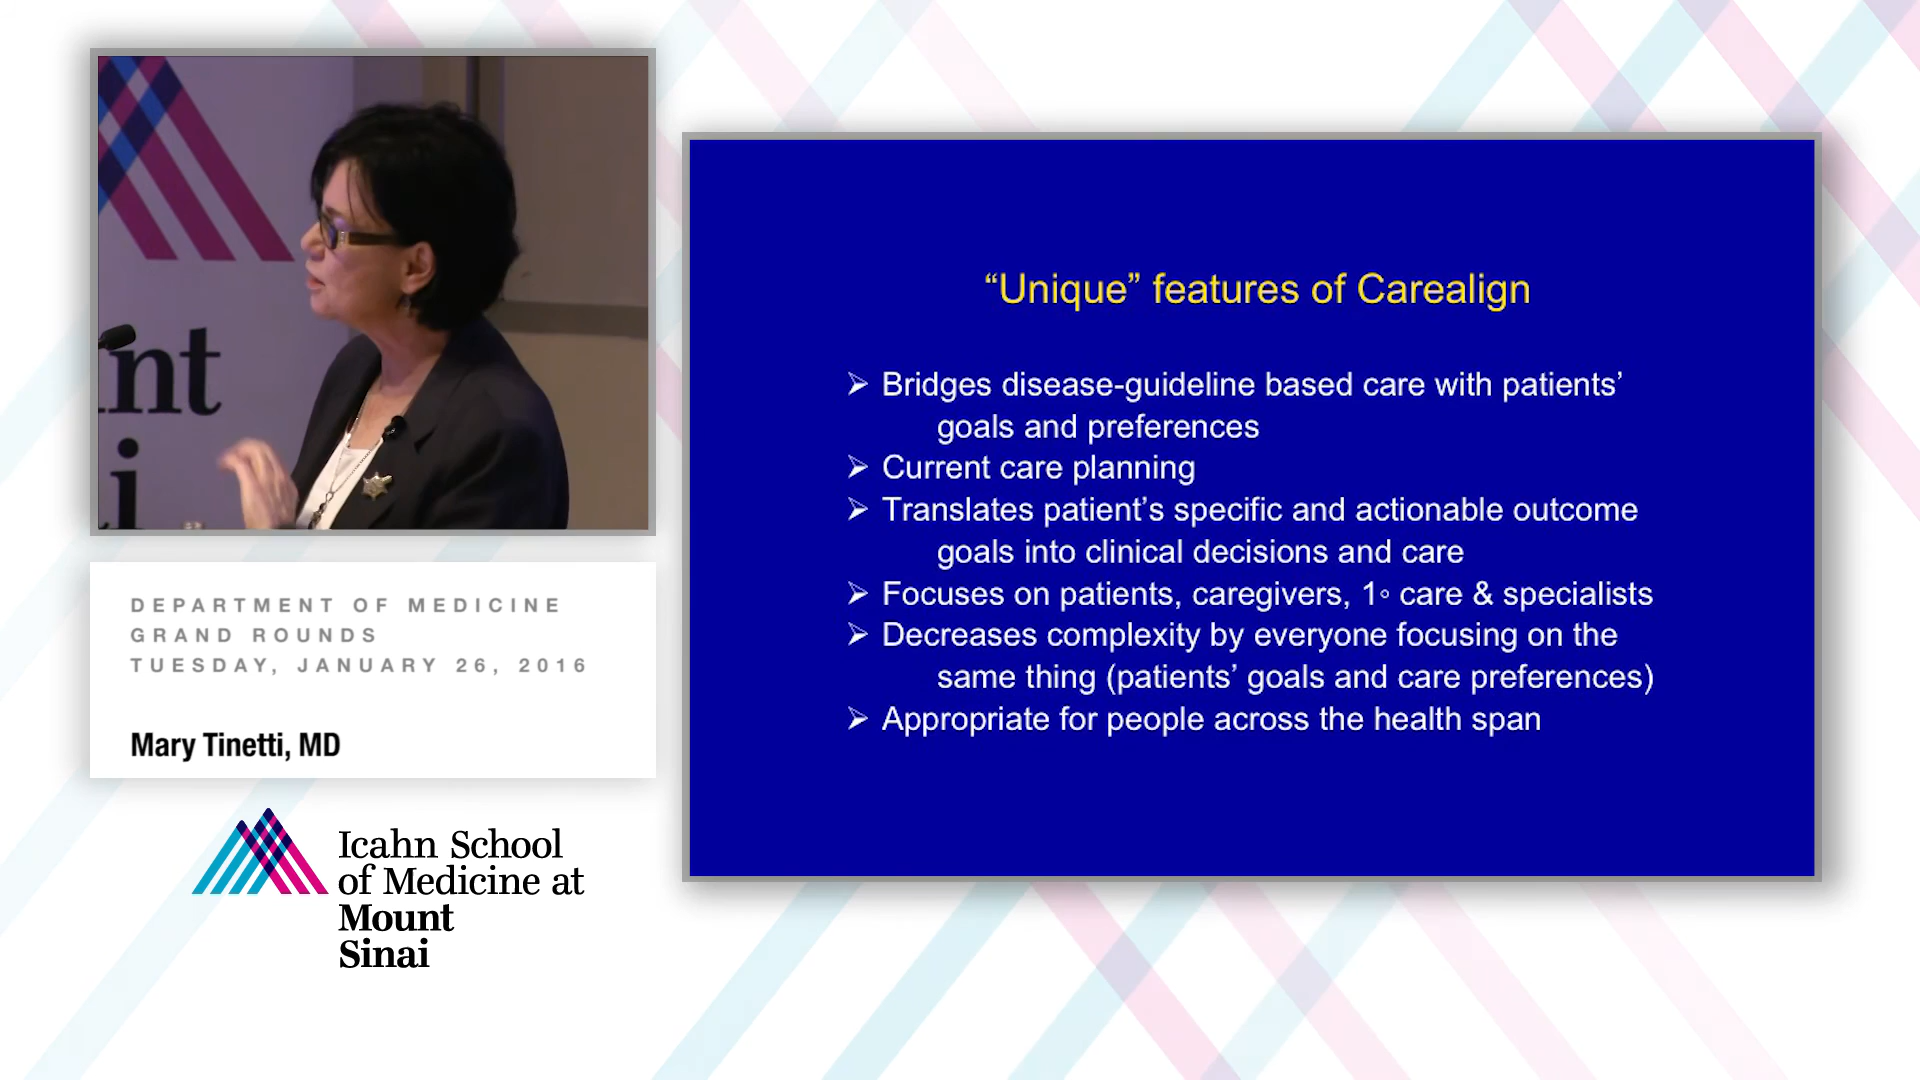 nt
i
DEPARTMENT OF MEDICINE
GRAND ROUNDS
TUESDAY, JANUARY 26, 2016
Mary Tinetti, MD
Icahn School
of Medicine at
Mount
Sinai
“Unique” features of Carealign
➢ Bridges disease-guideline based care with patients’
goals and preferences
➢ Current care planning
➢ Translates patient’s specific and actionable outcome
goals into clinical decisions and care
➢ Focuses on patients, caregivers, 1◦ care & specialists
➢ Decreases complexity by everyone focusing on the
same thing (patients’ goals and care preferences)
➢ Appropriate for people across the health span